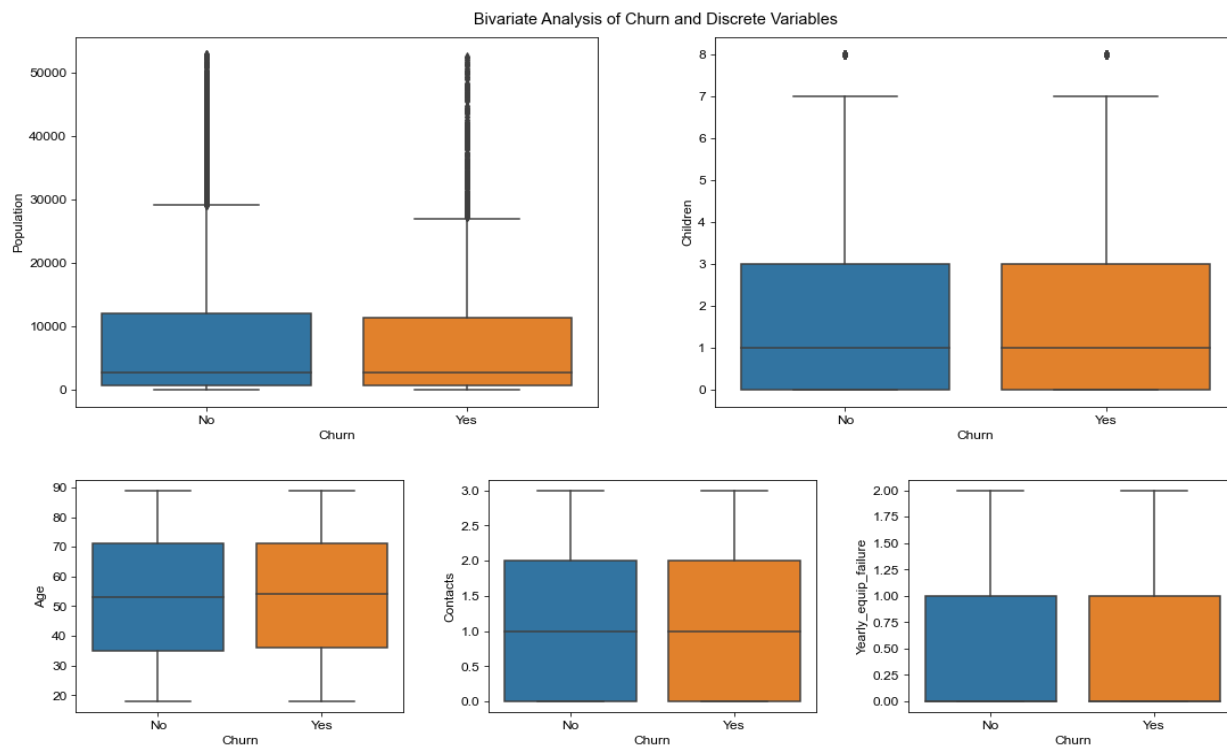 Bivariate Analysis of Churn and Discrete Variables
50000
40000
30000
20000
10000
0
Population
No
Yes
Churn
8
7
6
5
4
3
2
1
0
Children
No
Yes
Churn
90
80
70
60
50
40
30
20
Age
No
Yes
Churn
3.0
2.5
2.0
1.5
1.0
0.5
0.0
Contacts
No
Yes
Churn
2.00
1.75
1.50
1.25
1.00
0.75
0.50
0.25
0.00
Yearly_equip_failure
No
Yes
Churn